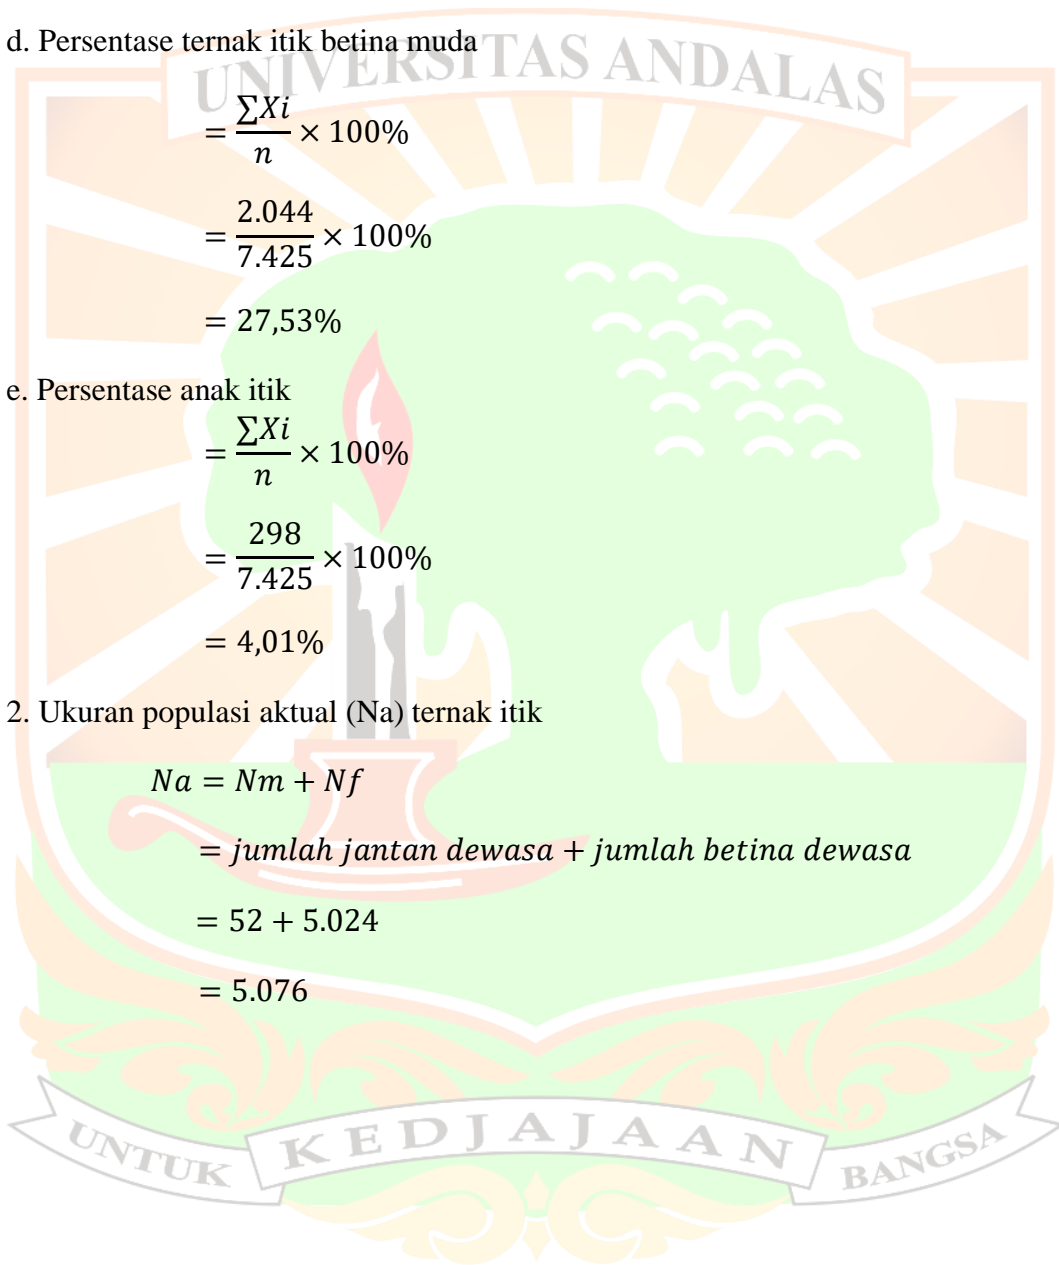 UNIVERSITAS ANDALAS
d. Persentase ternak itik betina muda
= ∑Xi / n × 100%
= 2.044 / 7.425 × 100%
= 27,53%
e. Persentase anak itik
= ∑Xi / n × 100%
= 298 / 7.425 × 100%
= 4,01%
2. Ukuran populasi aktual (Na) ternak itik
Na = Nm + Nf
= jumlah jantan dewasa + jumlah betina dewasa
= 52 + 5.024
= 5.076
UNTUK KEDJAJAAN BANGSA